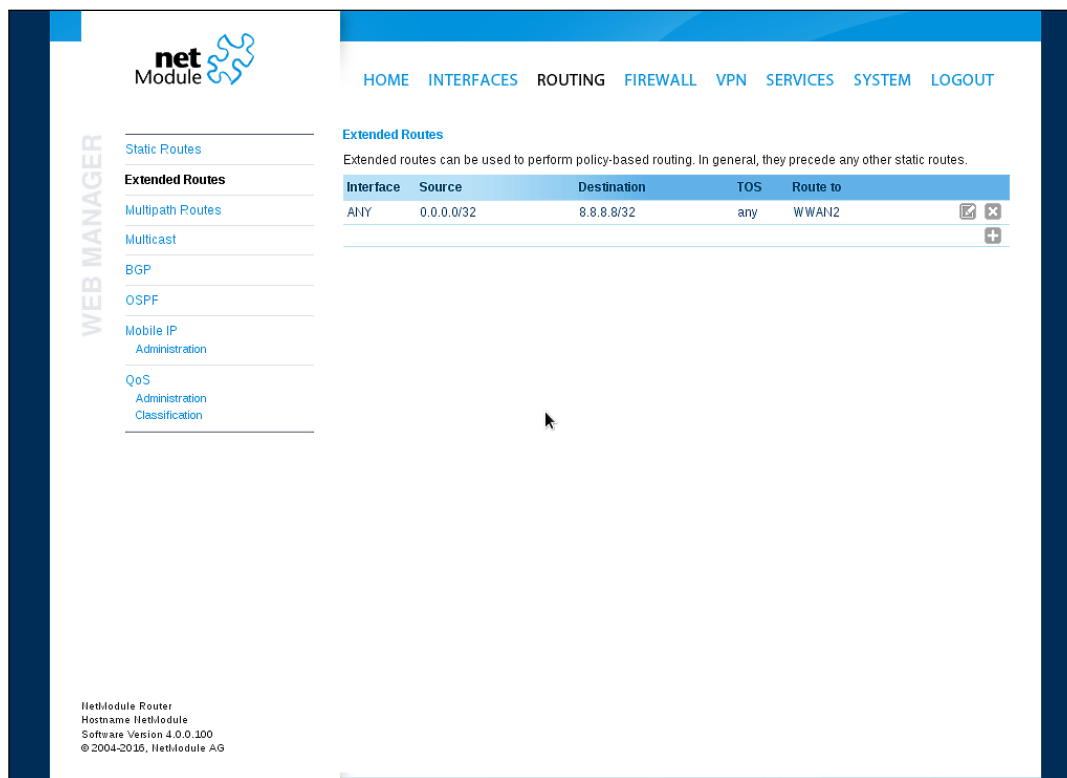 net
Module
HOME INTERFACES ROUTING FIREWALL VPN SERVICES SYSTEM LOGOUT
WEB MANAGER
Static Routes
Extended Routes
Multipath Routes
Multicast
BGP
OSPF
Mobile IP
Administration
QoS
Administration
Classification
Extended Routes
Extended routes can be used to perform policy-based routing. In general, they precede any other static routes.
Interface Source Destination TOS Route to
ANY 0.0.0.0/32 8.8.8.8/32 any WWAN2
NetModule Router
Hostname NetModule
Software Version 4.0.0.100
© 2004-2016, NetModule AG